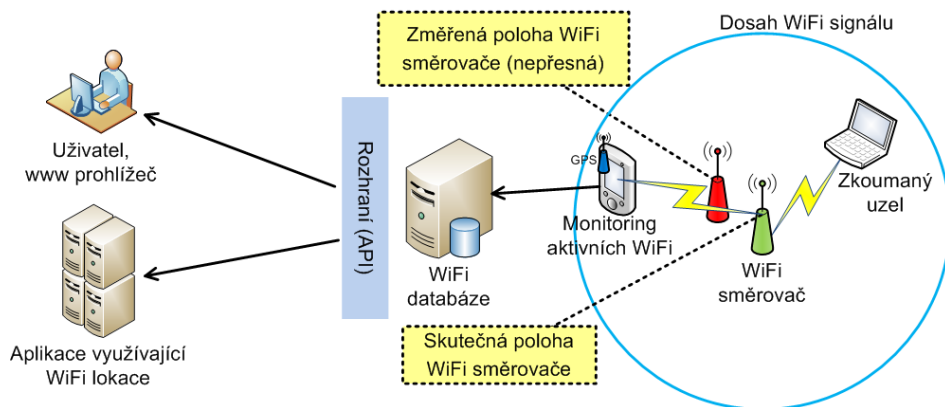 Dosah WiFi signálu
Změřená poloha WiFi
směrovače (nepřesná)
Uživatel,
www prohlížeč
Rozhraní (API)
GPS
Monitoring
aktivních WiFi
Zkoumaný
uzel
WiFi
databáze
WiFi
směrovač
Aplikace využívající
WiFi lokace
Skutečná poloha
WiFi směrovače